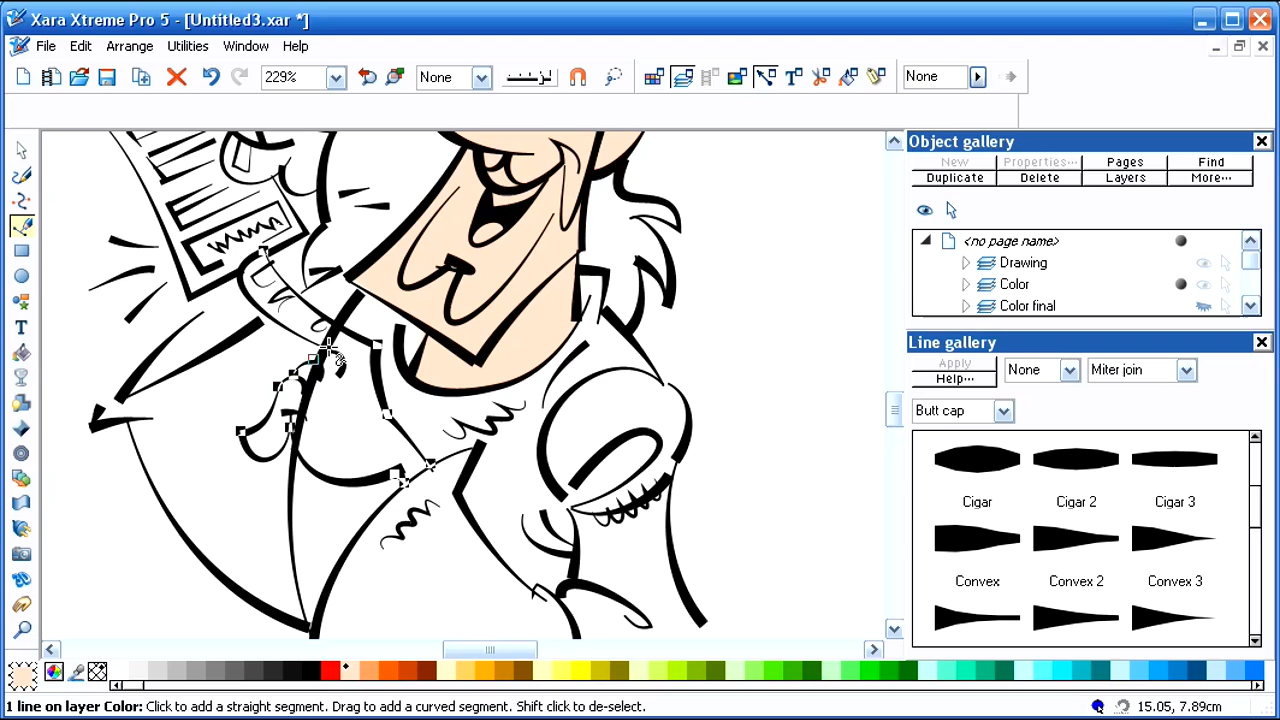 Xara Xtreme Pro 5 - [Untitled3.xar *]
File Edit Arrange Utilities Window Help
229% None None
Object gallery
New Properties... Pages Find
Duplicate Delete Layers More...
<no page name>
Drawing
Color
Color final
Line gallery
Apply None Miter join
Help...
Butt cap
Cigar Cigar 2 Cigar 3
Convex Convex 2 Convex 3
1 line on layer Color: Click to add a straight segment. Drag to add a curved segment. Shift click to de-select. 15.05, 7.89cm